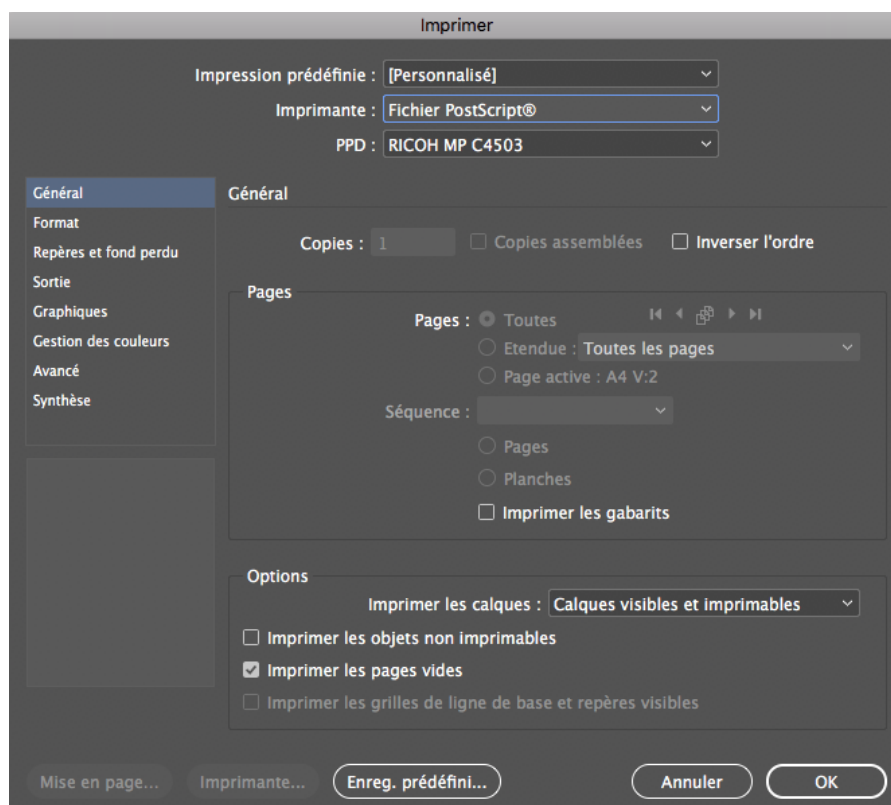 Imprimer
Impression prédéfinie : [Personnalisé]
Imprimante : Fichier PostScript®
PPD : RICOH MP C4503
Général
Format
Repères et fond perdu
Sortie
Graphiques
Gestion des couleurs
Avancé
Synthèse
Général
Copies : 1 Copies assemblées Inverser l'ordre
Pages
Pages : Toutes
Etendue : Toutes les pages
Page active : A4 V:2
Séquence :
Pages
Planches
Imprimer les gabarits
Options
Imprimer les calques : Calques visibles et imprimables
Imprimer les objets non imprimables
Imprimer les pages vides
Imprimer les grilles de ligne de base et repères visibles
Mise en page... Imprimante... Enreg. prédéfini... Annuler OK